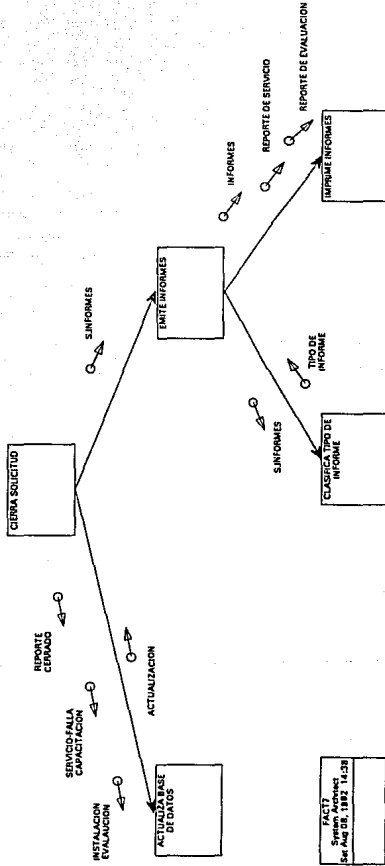 CIERRA SOLICITUD
REPORTE
CERRADO
SERVICIO-FALLA
CAPACITACION
INSTALACION
EVALAUCION
ACTUALIZACION
S.INFORMES
ACTUALIZA BASE
DE DATOS
EMITE INFORMES
S.INFORMES
TIPO DE
INFORME
INFORMES
REPORTE DE SERVICIO
REPORTE DE EVALUACION
CLASIFICA TIPO DE
INFORME
IMPRIME INFORMES
FACT7
System Architect
Sat Aug 08, 1992 14:38